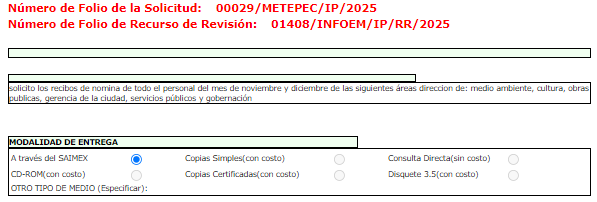 Número de Folio de la Solicitud: 00029/METEPEC/IP/2025
Número de Folio de Recurso de Revisión: 01408/INFOEM/IP/RR/2025
solicito los recibos de nomina de todo el personal del mes de noviembre y diciembre de las siguientes áreas direccion de: medio ambiente, cultura, obras
publicas, gerencia de la ciudad, servicios públicos y gobernación
MODALIDAD DE ENTREGA
A través del SAIMEX Copias Simples(con costo) Consulta Directa(sin costo)
CD-ROM(con costo) Copias Certificadas(con costo) Disquete 3.5(con costo)
OTRO TIPO DE MEDIO (Especificar):